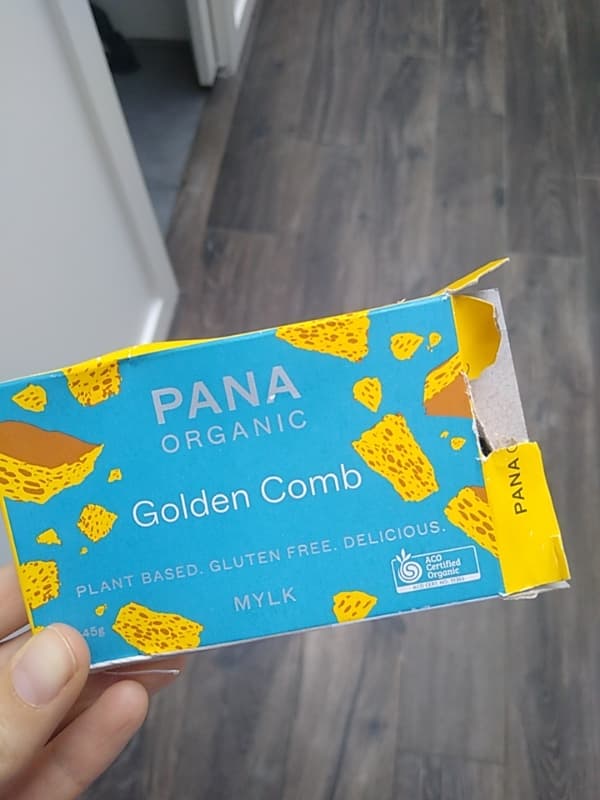 PANA
ORGANIC
Golden Comb
PLANT BASED. GLUTEN FREE. DELICIOUS.
MYLK
45g
ACO
Certified
Organic
PANA